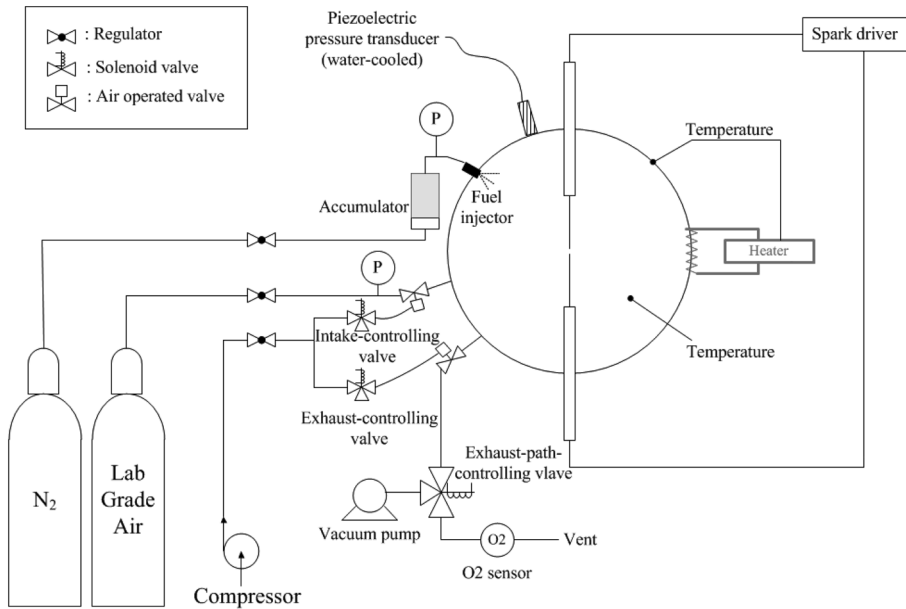 : Regulator
: Solenoid valve
: Air operated valve
Piezoelectric
pressure transducer
(water-cooled)
Spark driver
P
Temperature
Accumulator
Fuel
injector
Heater
P
Intake-controlling
valve
Temperature
Exhaust-controlling
valve
Exhaust-path-
controlling vlave
N2
Lab
Grade
Air
Vacuum pump
O2
Vent
O2 sensor
Compressor